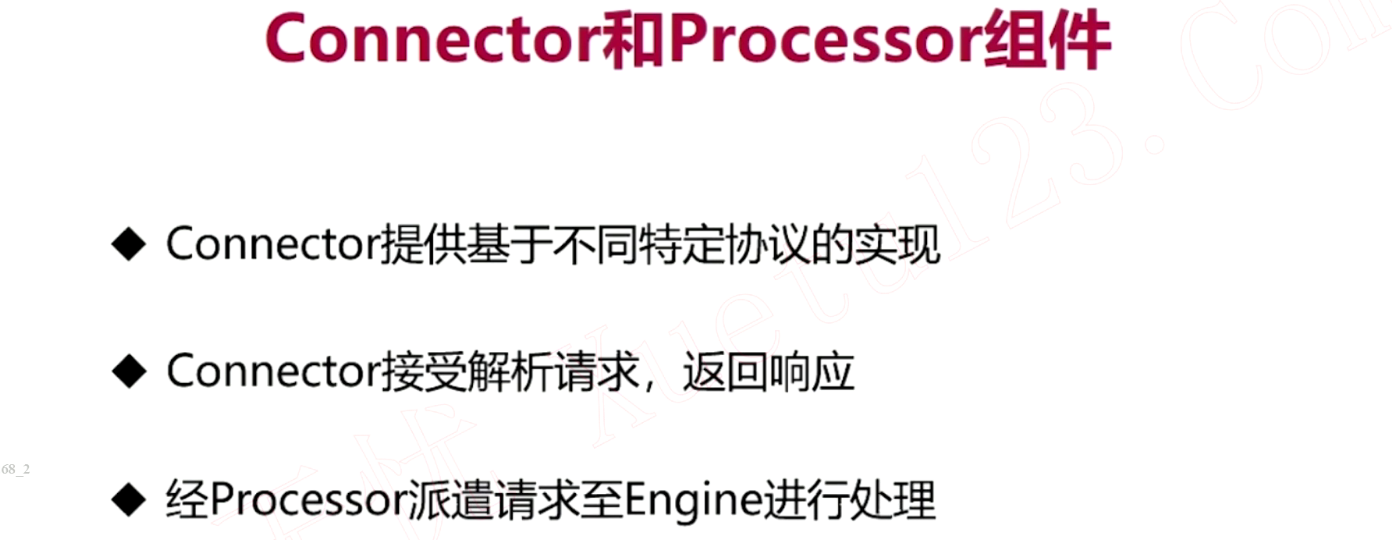 Connector和Processor组件
◆ Connector提供基于不同特定协议的实现
◆ Connector接受解析请求，返回响应
68_2
◆ 经Processor派遣请求至Engine进行处理